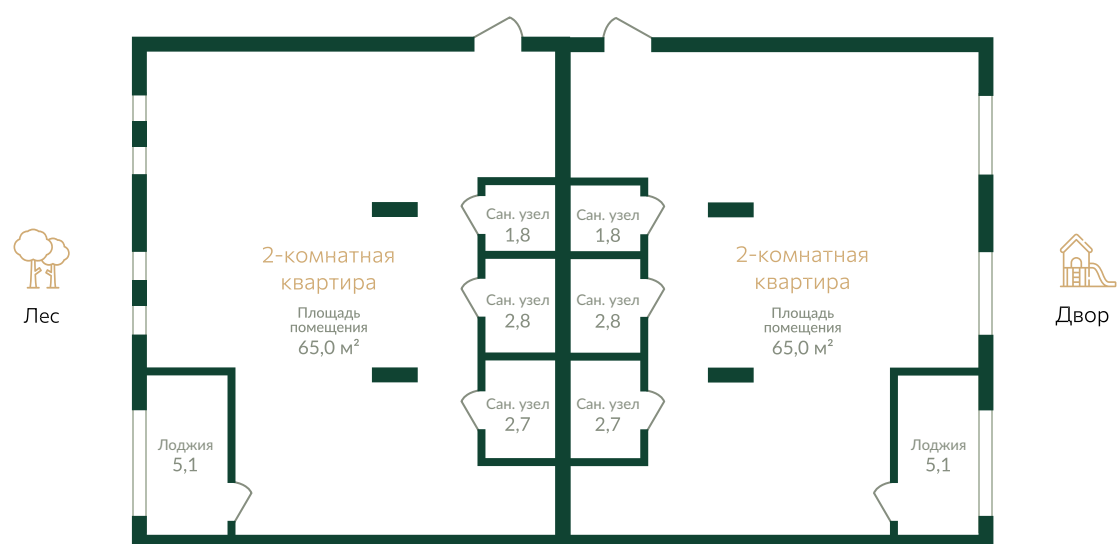 Сан. узел
1,8
Сан. узел
1,8
2-комнатная
квартира
Площадь
помещения
65,0 м²
2-комнатная
квартира
Площадь
помещения
65,0 м²
Лес
Двор
Сан. узел
2,8
Сан. узел
2,8
Сан. узел
2,7
Сан. узел
2,7
Лоджия
5,1
Лоджия
5,1